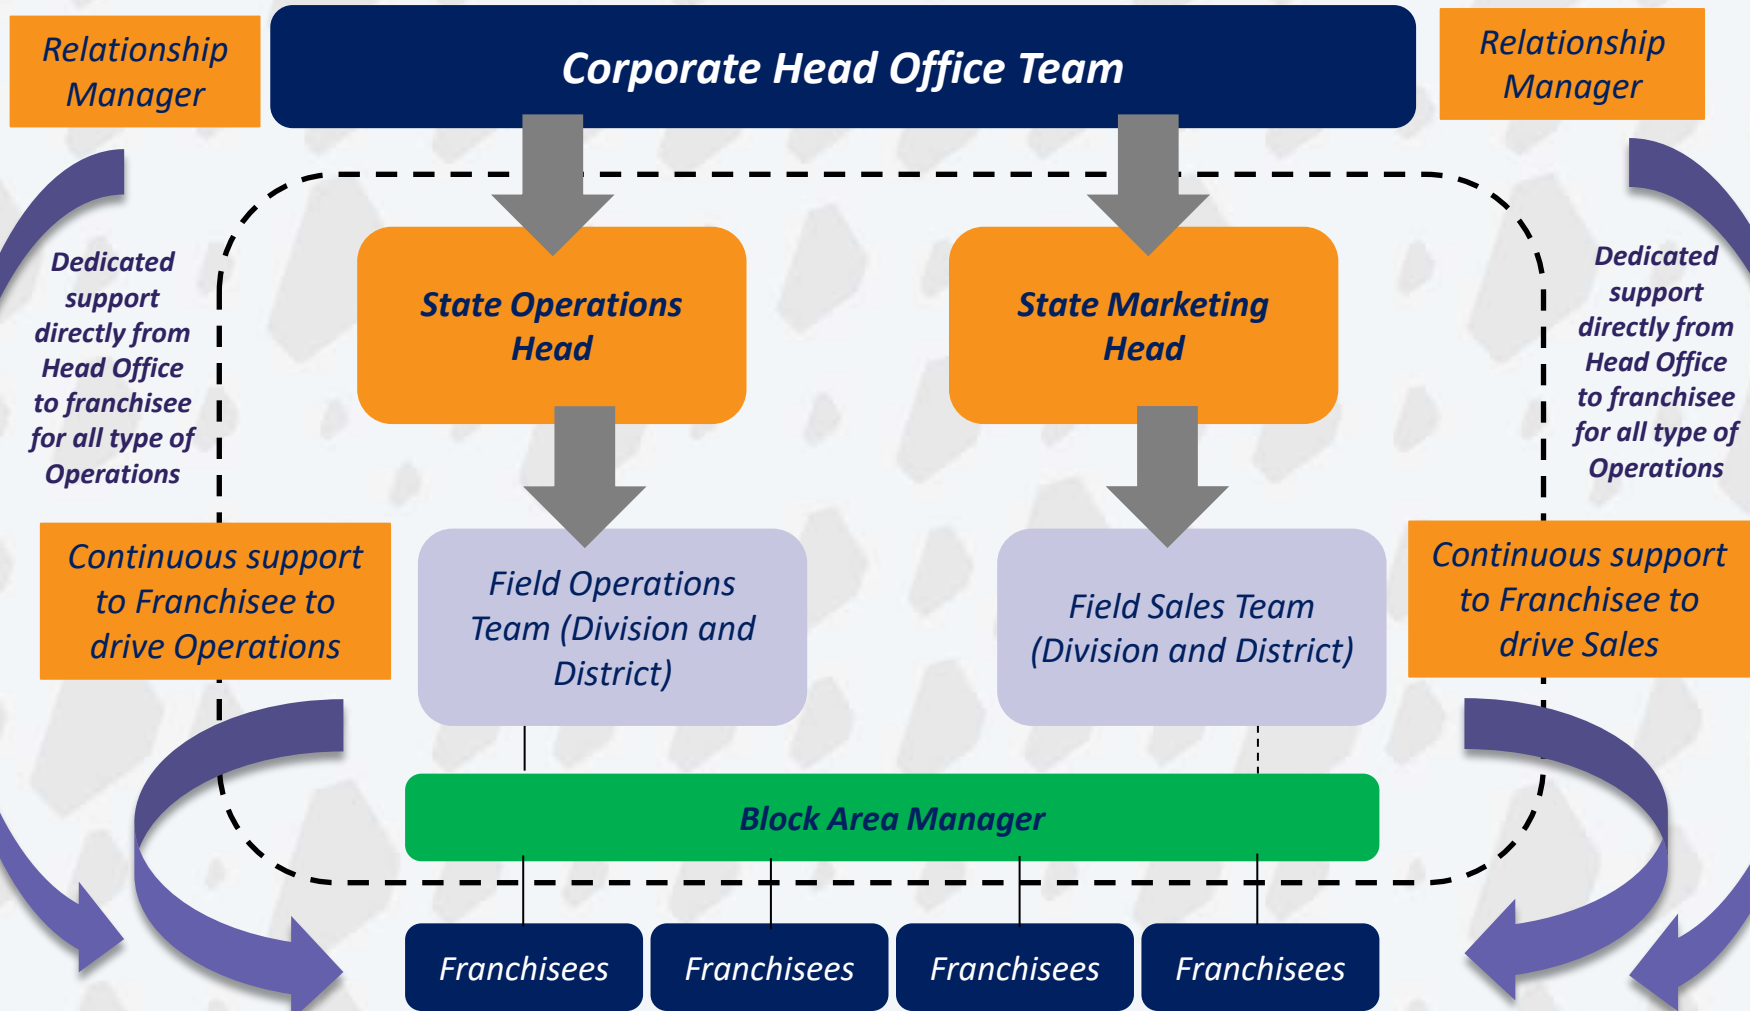 Relationship
Manager
Corporate Head Office Team
Relationship
Manager
Dedicated
support
directly from
Head Office
to franchisee
for all type of
Operations
State Operations
Head
State Marketing
Head
Dedicated
support
directly from
Head Office
to franchisee
for all type of
Operations
Continuous support
to Franchisee to
drive Operations
Field Operations
Team (Division and
District)
Field Sales Team
(Division and District)
Continuous support
to Franchisee to
drive Sales
Block Area Manager
Franchisees
Franchisees
Franchisees
Franchisees